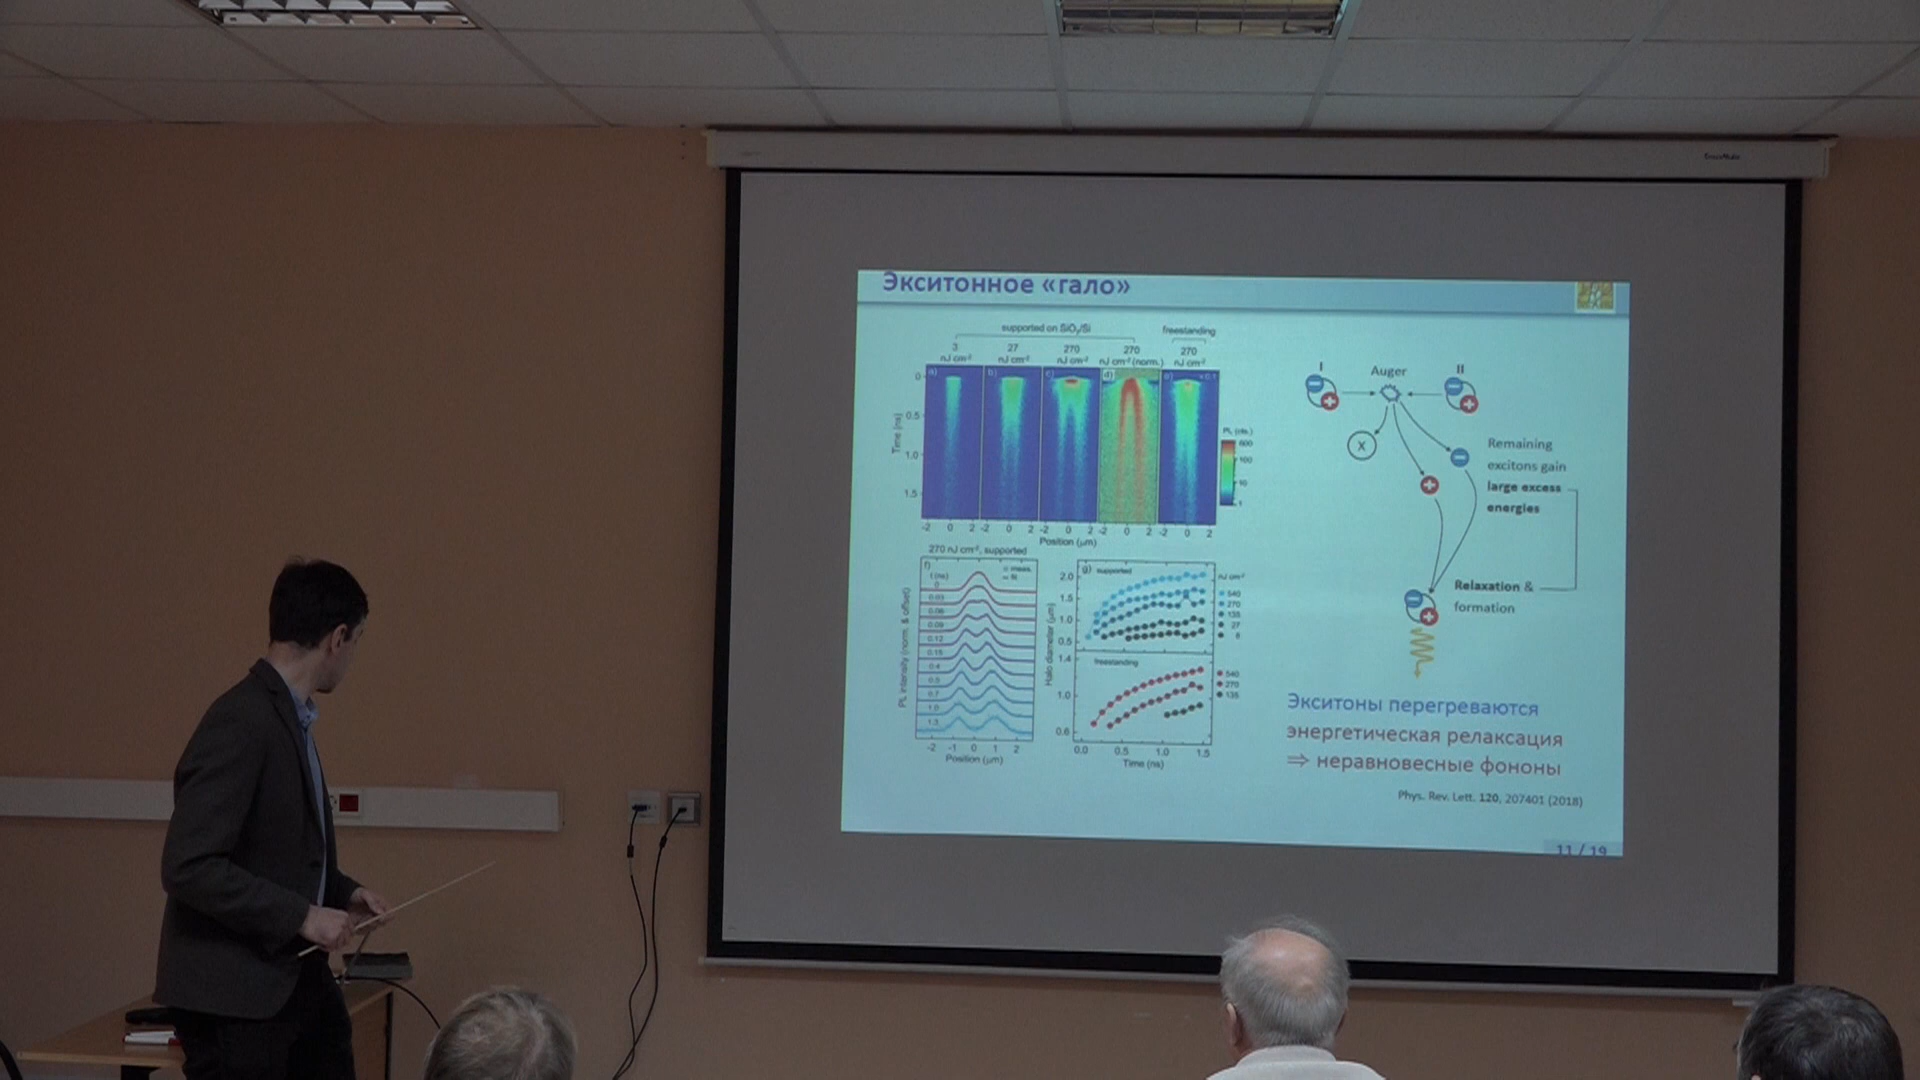 Экситонное «гало»
supported on SiO₂/Si
freestanding
3 27 270 270 270
nJ cm⁻² nJ cm⁻² nJ cm⁻² nJ cm⁻² (norm.) nJ cm⁻²
a) b) c) d) e) × 0.1
Time (ns)
0
0.5
1.0
1.5
-2 0 2 -2 0 2 -2 0 2 -2 0 2 -2 0 2
Position (μm)
600
100
10
1
270 nJ cm⁻², supported
f)
meas.
fit
t (ns)
0
0.03
0.06
0.09
0.12
0.15
0.4
0.5
0.7
1.0
1.3
PL intensity (norm. & offset)
-2 -1 0 1 2
Position (μm)
g) supported
nJ cm⁻²
2.0
1.5
1.0
0.5
540
270
135
27
Halo diameter (μm)
freestanding
1.4
1.0
0.6
540
270
135
0.0 0.5 1.0 1.5
Time (ns)
I Auger II
X
Remaining
excitons gain
large excess
energies
Relaxation &
formation
Экситоны перегреваются
энергетическая релаксация
⇒ неравновесные фононы
Phys. Rev. Lett. 120, 207401 (2018)
11 / 19